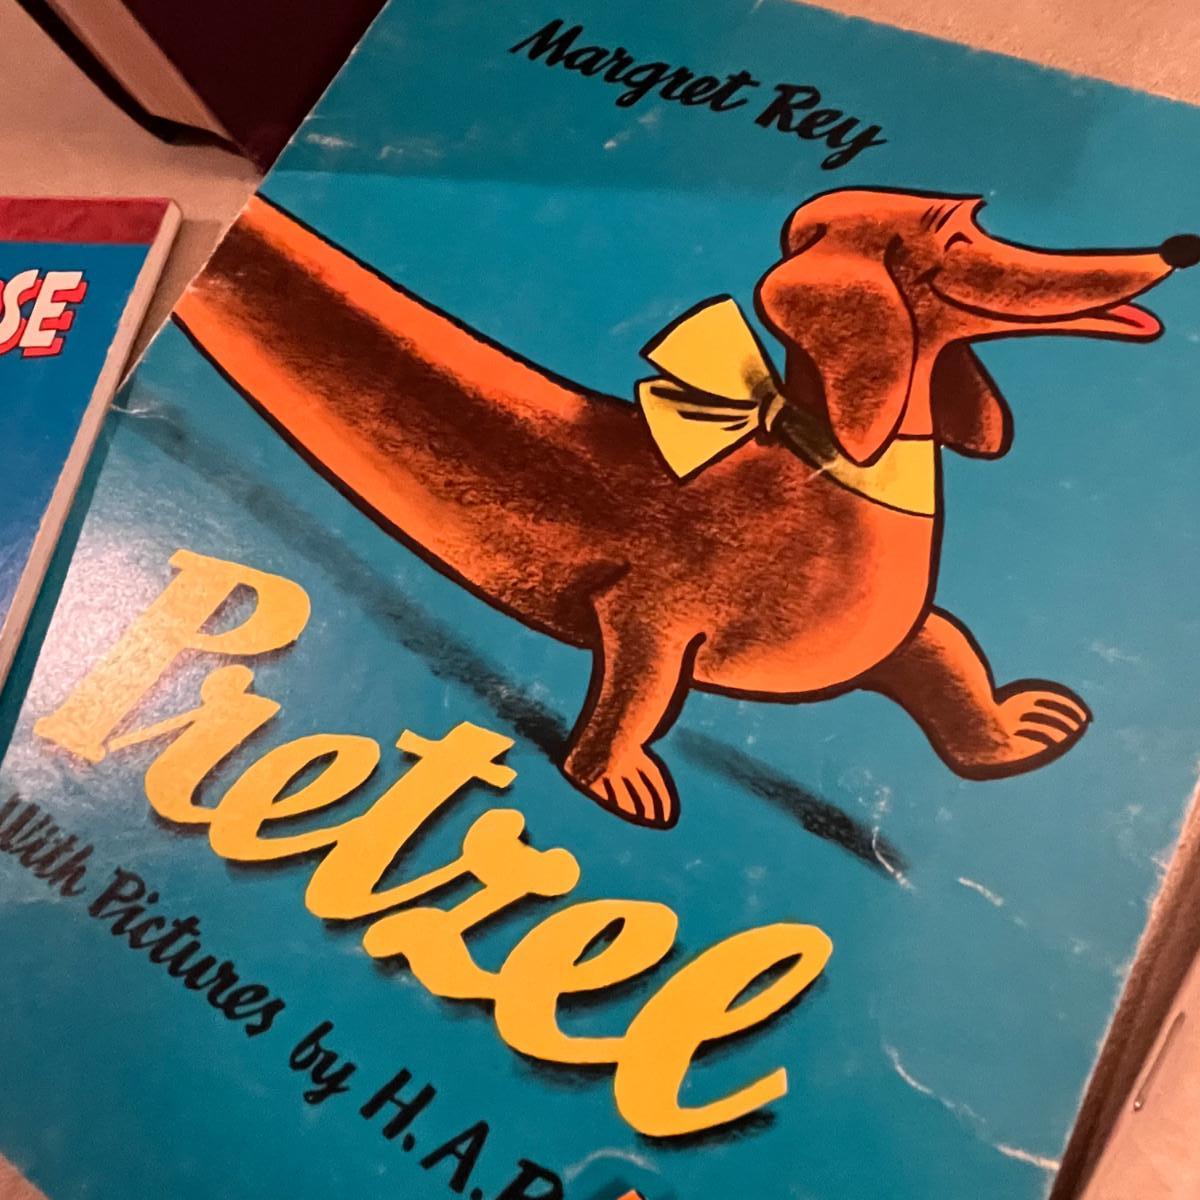 Margret Rey
SE
Pretzel
With Pictures by H.A.